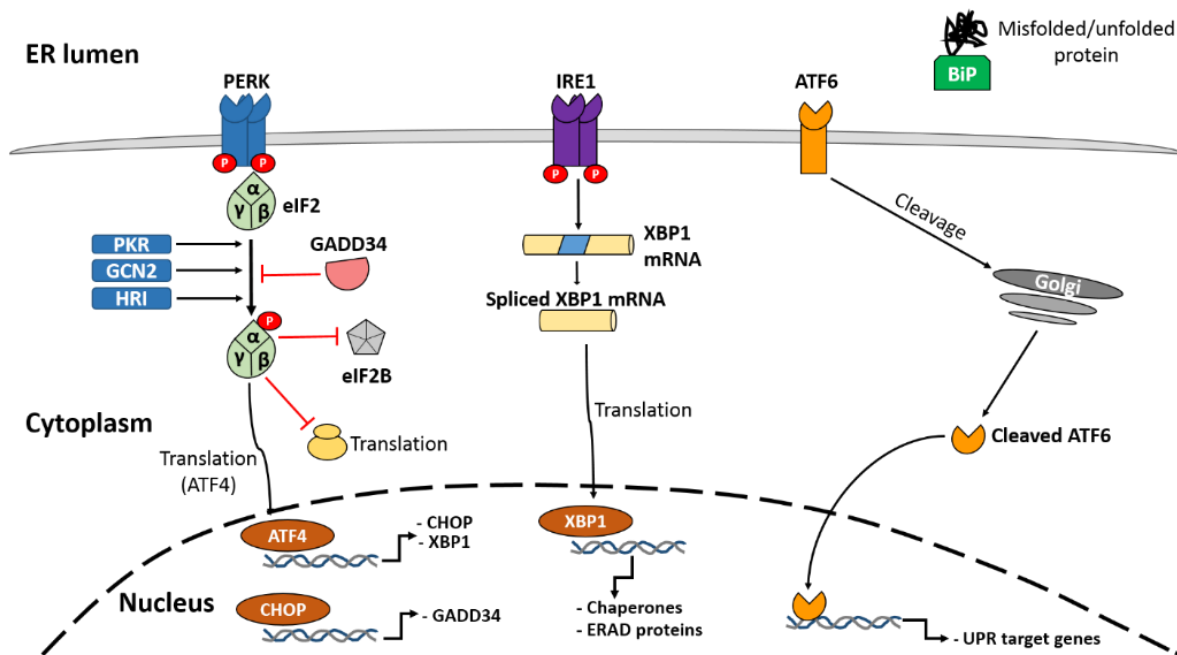 ER lumen
Misfolded/unfolded
protein
BiP
PERK
IRE1
ATF6
P
P
P
P
α
γ
β
eIF2
Cleavage
PKR
GCN2
HRI
GADD34
XBP1
mRNA
Golgi
Spliced XBP1 mRNA
P
α
γ
β
eIF2B
Cytoplasm
Translation
Translation
(ATF4)
Translation
Cleaved ATF6
ATF4
- CHOP
- XBP1
XBP1
Nucleus
CHOP
- GADD34
- Chaperones
- ERAD proteins
- UPR target genes